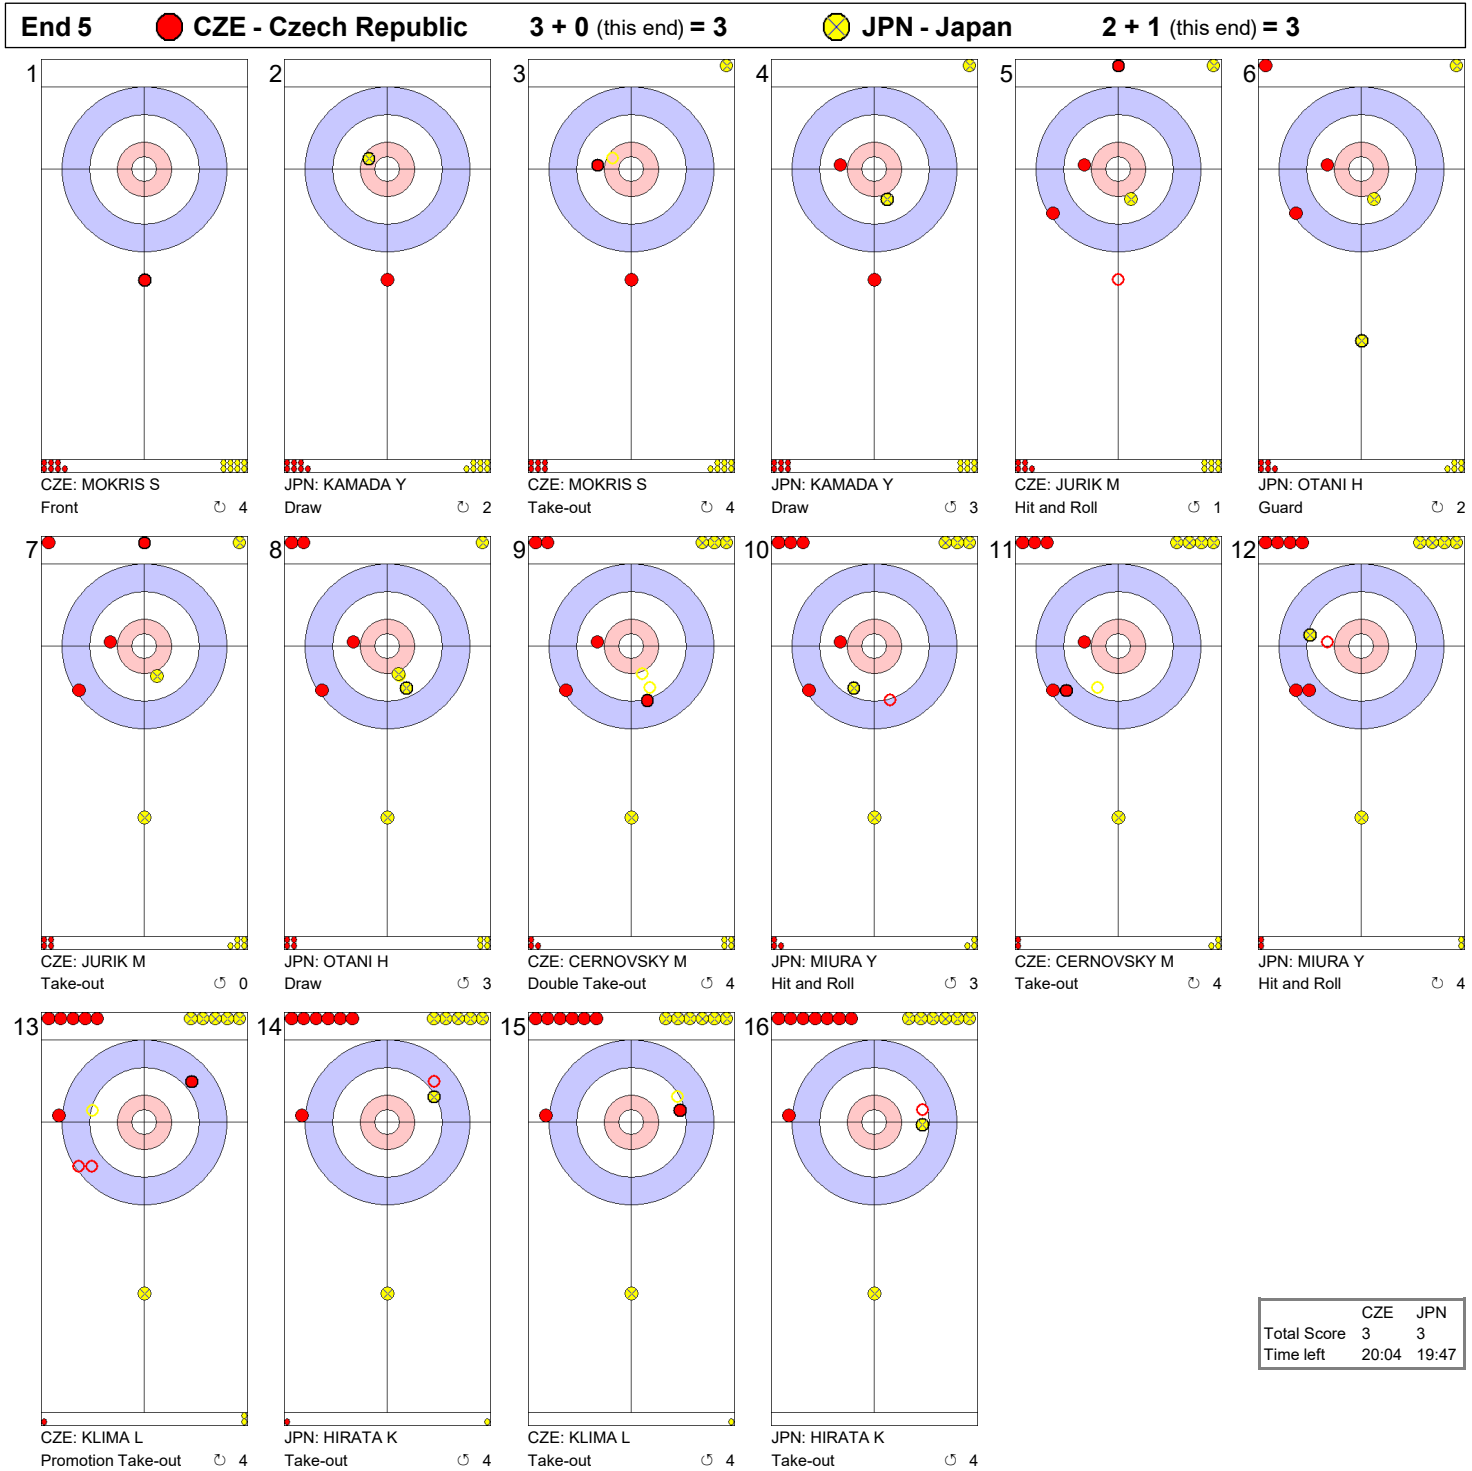 End 5 CZE - Czech Republic 3 + 0 (this end) = 3 JPN - Japan 2 + 1 (this end) = 3
1
CZE: MOKRIS S
Front ↻ 4
2
JPN: KAMADA Y
Draw ↻ 2
3
CZE: MOKRIS S
Take-out ↻ 4
4
JPN: KAMADA Y
Draw ↺ 3
5
CZE: JURIK M
Hit and Roll ↺ 1
6
JPN: OTANI H
Guard ↻ 2
7
CZE: JURIK M
Take-out ↺ 0
8
JPN: OTANI H
Draw ↺ 3
9
CZE: CERNOVSKY M
Double Take-out ↺ 4
10
JPN: MIURA Y
Hit and Roll ↺ 3
11
CZE: CERNOVSKY M
Take-out ↻ 4
12
JPN: MIURA Y
Hit and Roll ↺ 4
13
CZE: KLIMA L
Promotion Take-out ↻ 4
14
JPN: HIRATA K
Take-out ↺ 4
15
CZE: KLIMA L
Take-out ↺ 4
16
JPN: HIRATA K
Take-out ↺ 4
CZE JPN
Total Score 3 3
Time left 20:04 19:47